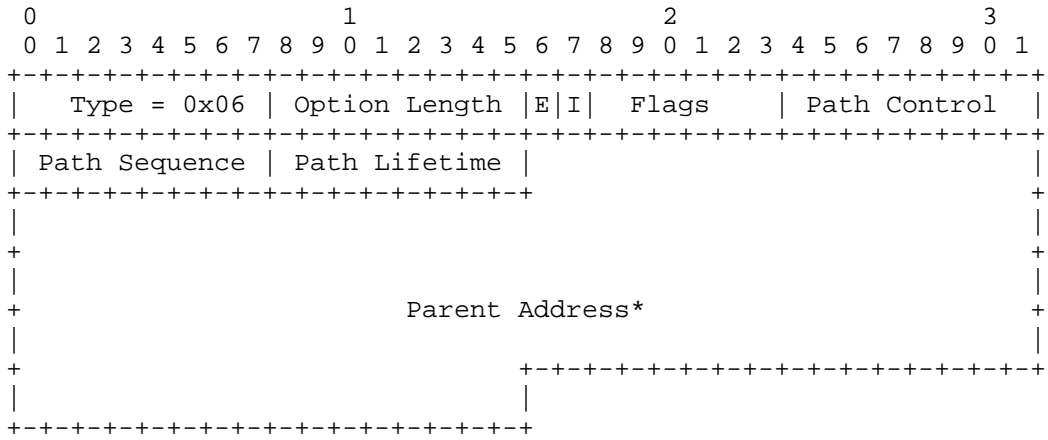 0                   1                   2                   3
 0 1 2 3 4 5 6 7 8 9 0 1 2 3 4 5 6 7 8 9 0 1 2 3 4 5 6 7 8 9 0 1
+-+-+-+-+-+-+-+-+-+-+-+-+-+-+-+-+-+-+-+-+-+-+-+-+-+-+-+-+-+-+-+-+
|   Type = 0x06 | Option Length |E|I|  Flags    | Path Control  |
+-+-+-+-+-+-+-+-+-+-+-+-+-+-+-+-+-+-+-+-+-+-+-+-+-+-+-+-+-+-+-+-+
| Path Sequence | Path Lifetime |                               |
+-+-+-+-+-+-+-+-+-+-+-+-+-+-+-+-+                               +
|                                                               |
+                                                               +
|                                                               |
+                        Parent Address*                        +
|                                                               |
+                               +-+-+-+-+-+-+-+-+-+-+-+-+-+-+-+-+
|                               |
+-+-+-+-+-+-+-+-+-+-+-+-+-+-+-+-+